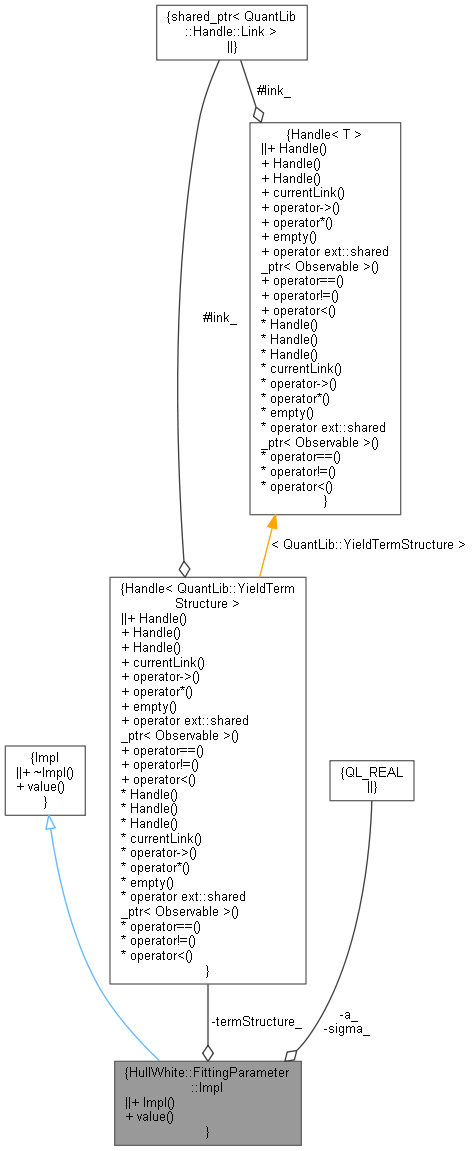 {shared_ptr< QuantLib
::Handle::Link >
||}
#link_
{Handle< T >
||+ Handle()
+ Handle()
+ Handle()
+ currentLink()
+ operator->()
+ operator*()
+ empty()
+ operator ext::shared
_ptr< Observable >()
+ operator==()
+ operator!=()
+ operator<()
* Handle()
* Handle()
* Handle()
* currentLink()
* operator->()
* operator*()
* empty()
* operator ext::shared
_ptr< Observable >()
* operator==()
* operator!=()
* operator<()
}
#link_
< QuantLib::YieldTermStructure >
{Handle< QuantLib::YieldTerm
Structure >
||+ Handle()
+ Handle()
+ Handle()
+ currentLink()
+ operator->()
+ operator*()
+ empty()
+ operator ext::shared
_ptr< Observable >()
+ operator==()
+ operator!=()
+ operator<()
* Handle()
* Handle()
* Handle()
* currentLink()
* operator->()
* operator*()
* empty()
* operator ext::shared
_ptr< Observable >()
* operator==()
* operator!=()
* operator<()
}
{Impl
||+ ~Impl()
+ value()
}
{QL_REAL
||}
-termStructure_
-a_
-sigma_
{HullWhite::FittingParameter
::Impl
||+ Impl()
+ value()
}